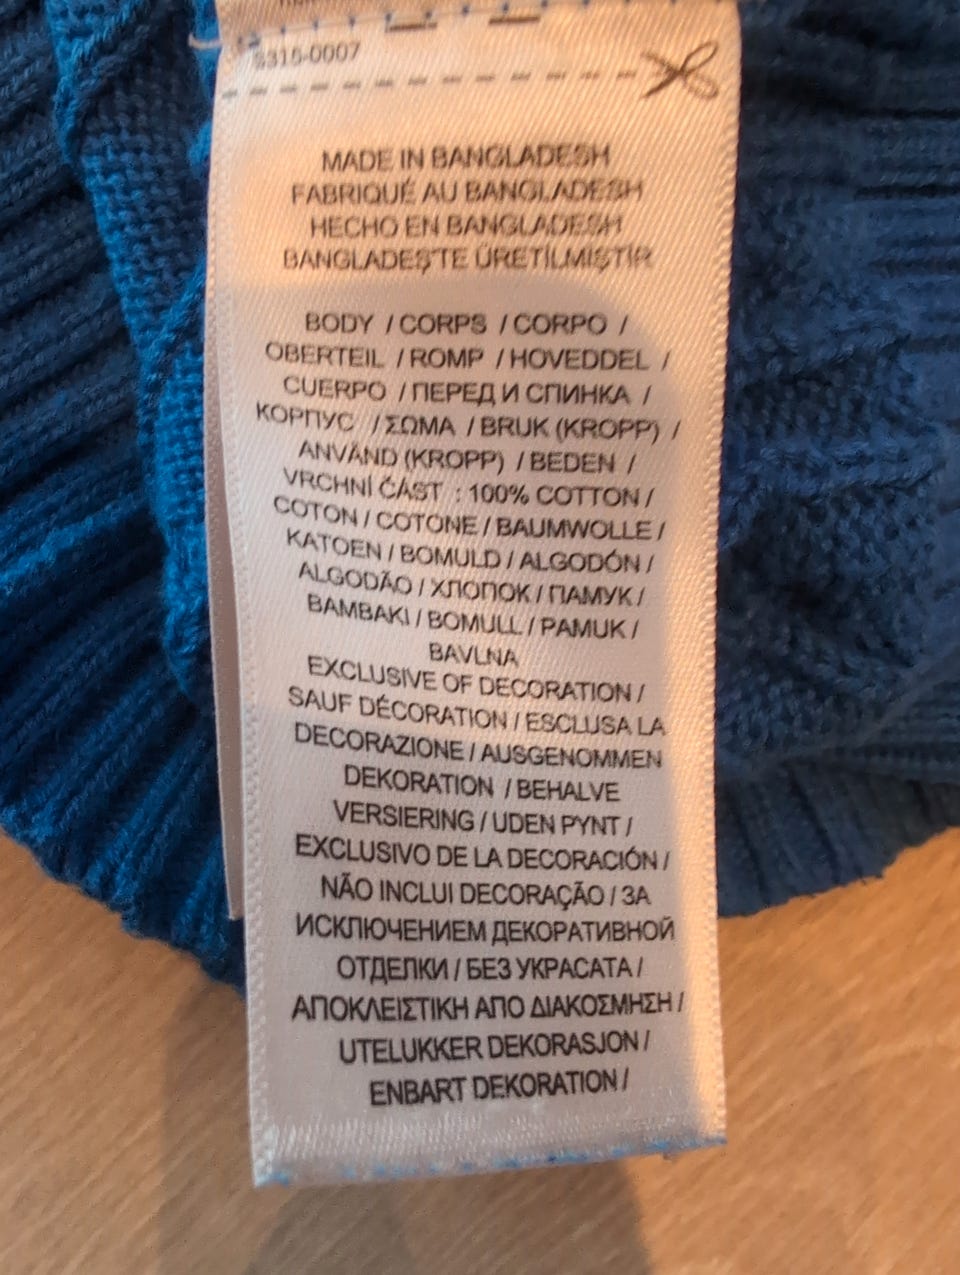 S315-0007
MADE IN BANGLADESH
FABRIQUÉ AU BANGLADESH
HECHO EN BANGLADESH
BANGLADEŞ'TE ÜRETİLMİŞTİR
BODY / CORPS / CORPO /
OBERTEIL / ROMP / HOVEDDEL /
CUERPO / ПЕРЕД И СПИНКА /
КОРПУС / ΣΩΜΑ / BRUK (KROPP) /
ANVÄND (KROPP) / BEDEN /
VRCHNÍ ČÁST : 100% COTTON /
COTON / COTONE / BAUMWOLLE /
KATOEN / BOMULD / ALGODÓN /
ALGODÃO / ХЛОПОК / ПАМУК /
BAMBAKI / BOMULL / PAMUK /
BAVLNA
EXCLUSIVE OF DECORATION /
SAUF DÉCORATION / ESCLUSA LA
DECORAZIONE / AUSGENOMMEN
DEKORATION / BEHALVE
VERSIERING / UDEN PYNT /
EXCLUSIVO DE LA DECORACIÓN /
NÃO INCLUI DECORAÇÃO / ЗА
ИСКЛЮЧЕНИЕМ ДЕКОРАТИВНОЙ
ОТДЕЛКИ / БЕЗ УКРАСАТА /
ΑΠΟΚΛΕΙΣΤΙΚΗ ΑΠΟ ΔΙΑΚΟΣΜΗΣΗ /
UTELUKKER DEKORASJON /
ENBART DEKORATION /